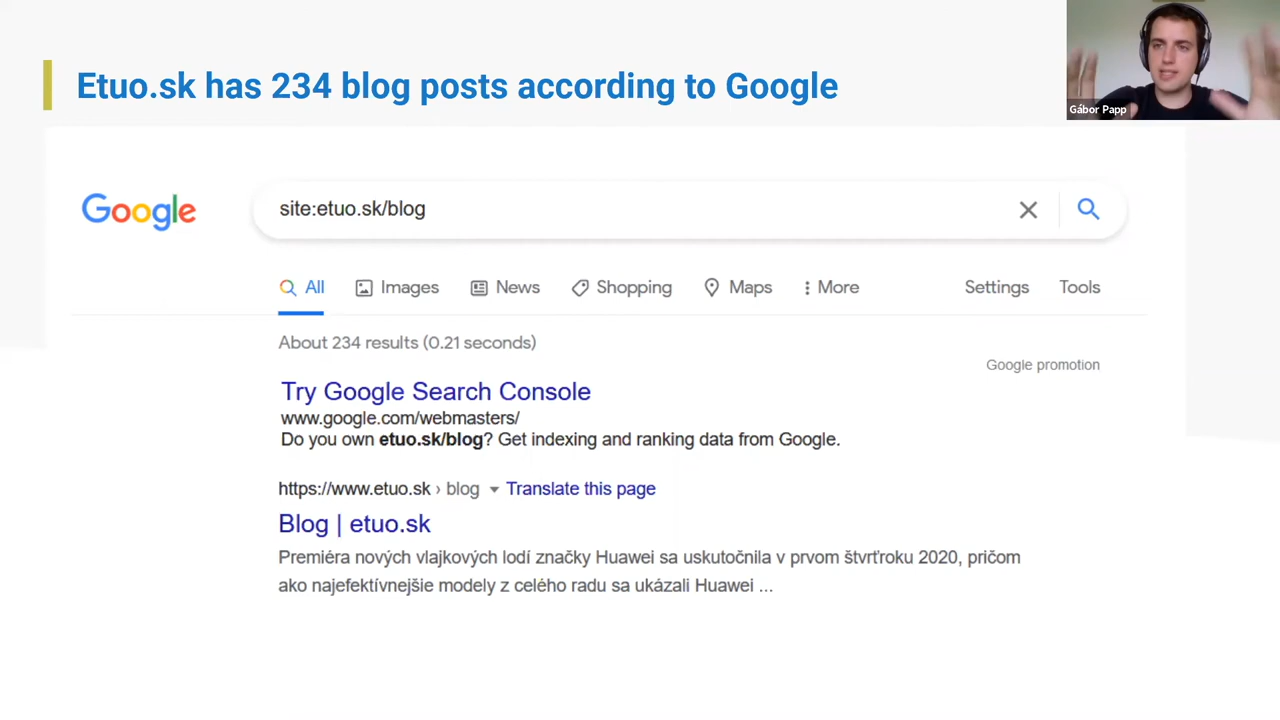 Etuo.sk has 234 blog posts according to Google
Gábor Papp
Google
site:etuo.sk/blog
All Images News Shopping Maps More Settings Tools
About 234 results (0.21 seconds)
Google promotion
Try Google Search Console
www.google.com/webmasters/
Do you own etuo.sk/blog? Get indexing and ranking data from Google.
https://www.etuo.sk › blog Translate this page
Blog | etuo.sk
Premiéra nových vlajkových lodí značky Huawei sa uskutočnila v prvom štvrťroku 2020, pričom
ako najefektívnejšie modely z celého radu sa ukázali Huawei ...